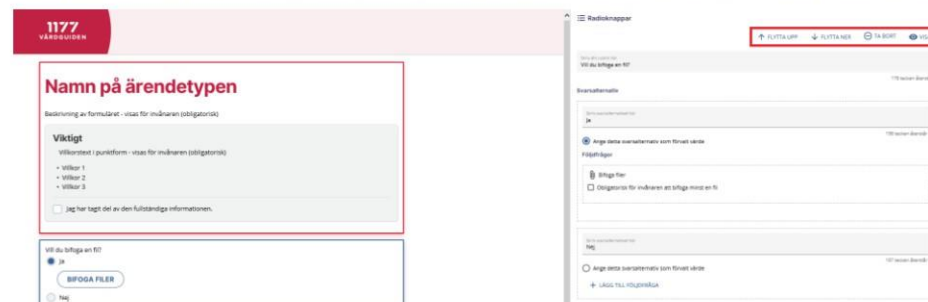 1177
VÅRDGUIDEN
Namn på ärendetypen
Beskrivning av formuläret - visas för invånaren (obligatorisk)
Viktigt
Villkorstext i punktform - visas för invånaren (obligatorisk)
• Villkor 1
• Villkor 2
• Villkor 3
Jag har tagit del av den fullständiga informationen.
Vill du bifoga en fil?
Ja
BIFOGA FILER
Nej
Radioknappar
FLYTTA UPP FLYTTA NER TA BORT VISA
Vill du bifoga en fil?
Svarsalternativ
Ja
Ange detta svarsalternativ som förvalt värde
Följdfrågor
Bifoga filer
Obligatorisk för invånaren att bifoga minst en fil
Nej
Ange detta svarsalternativ som förvalt värde
+ LÄGG TILL FÖLJDFRÅGA